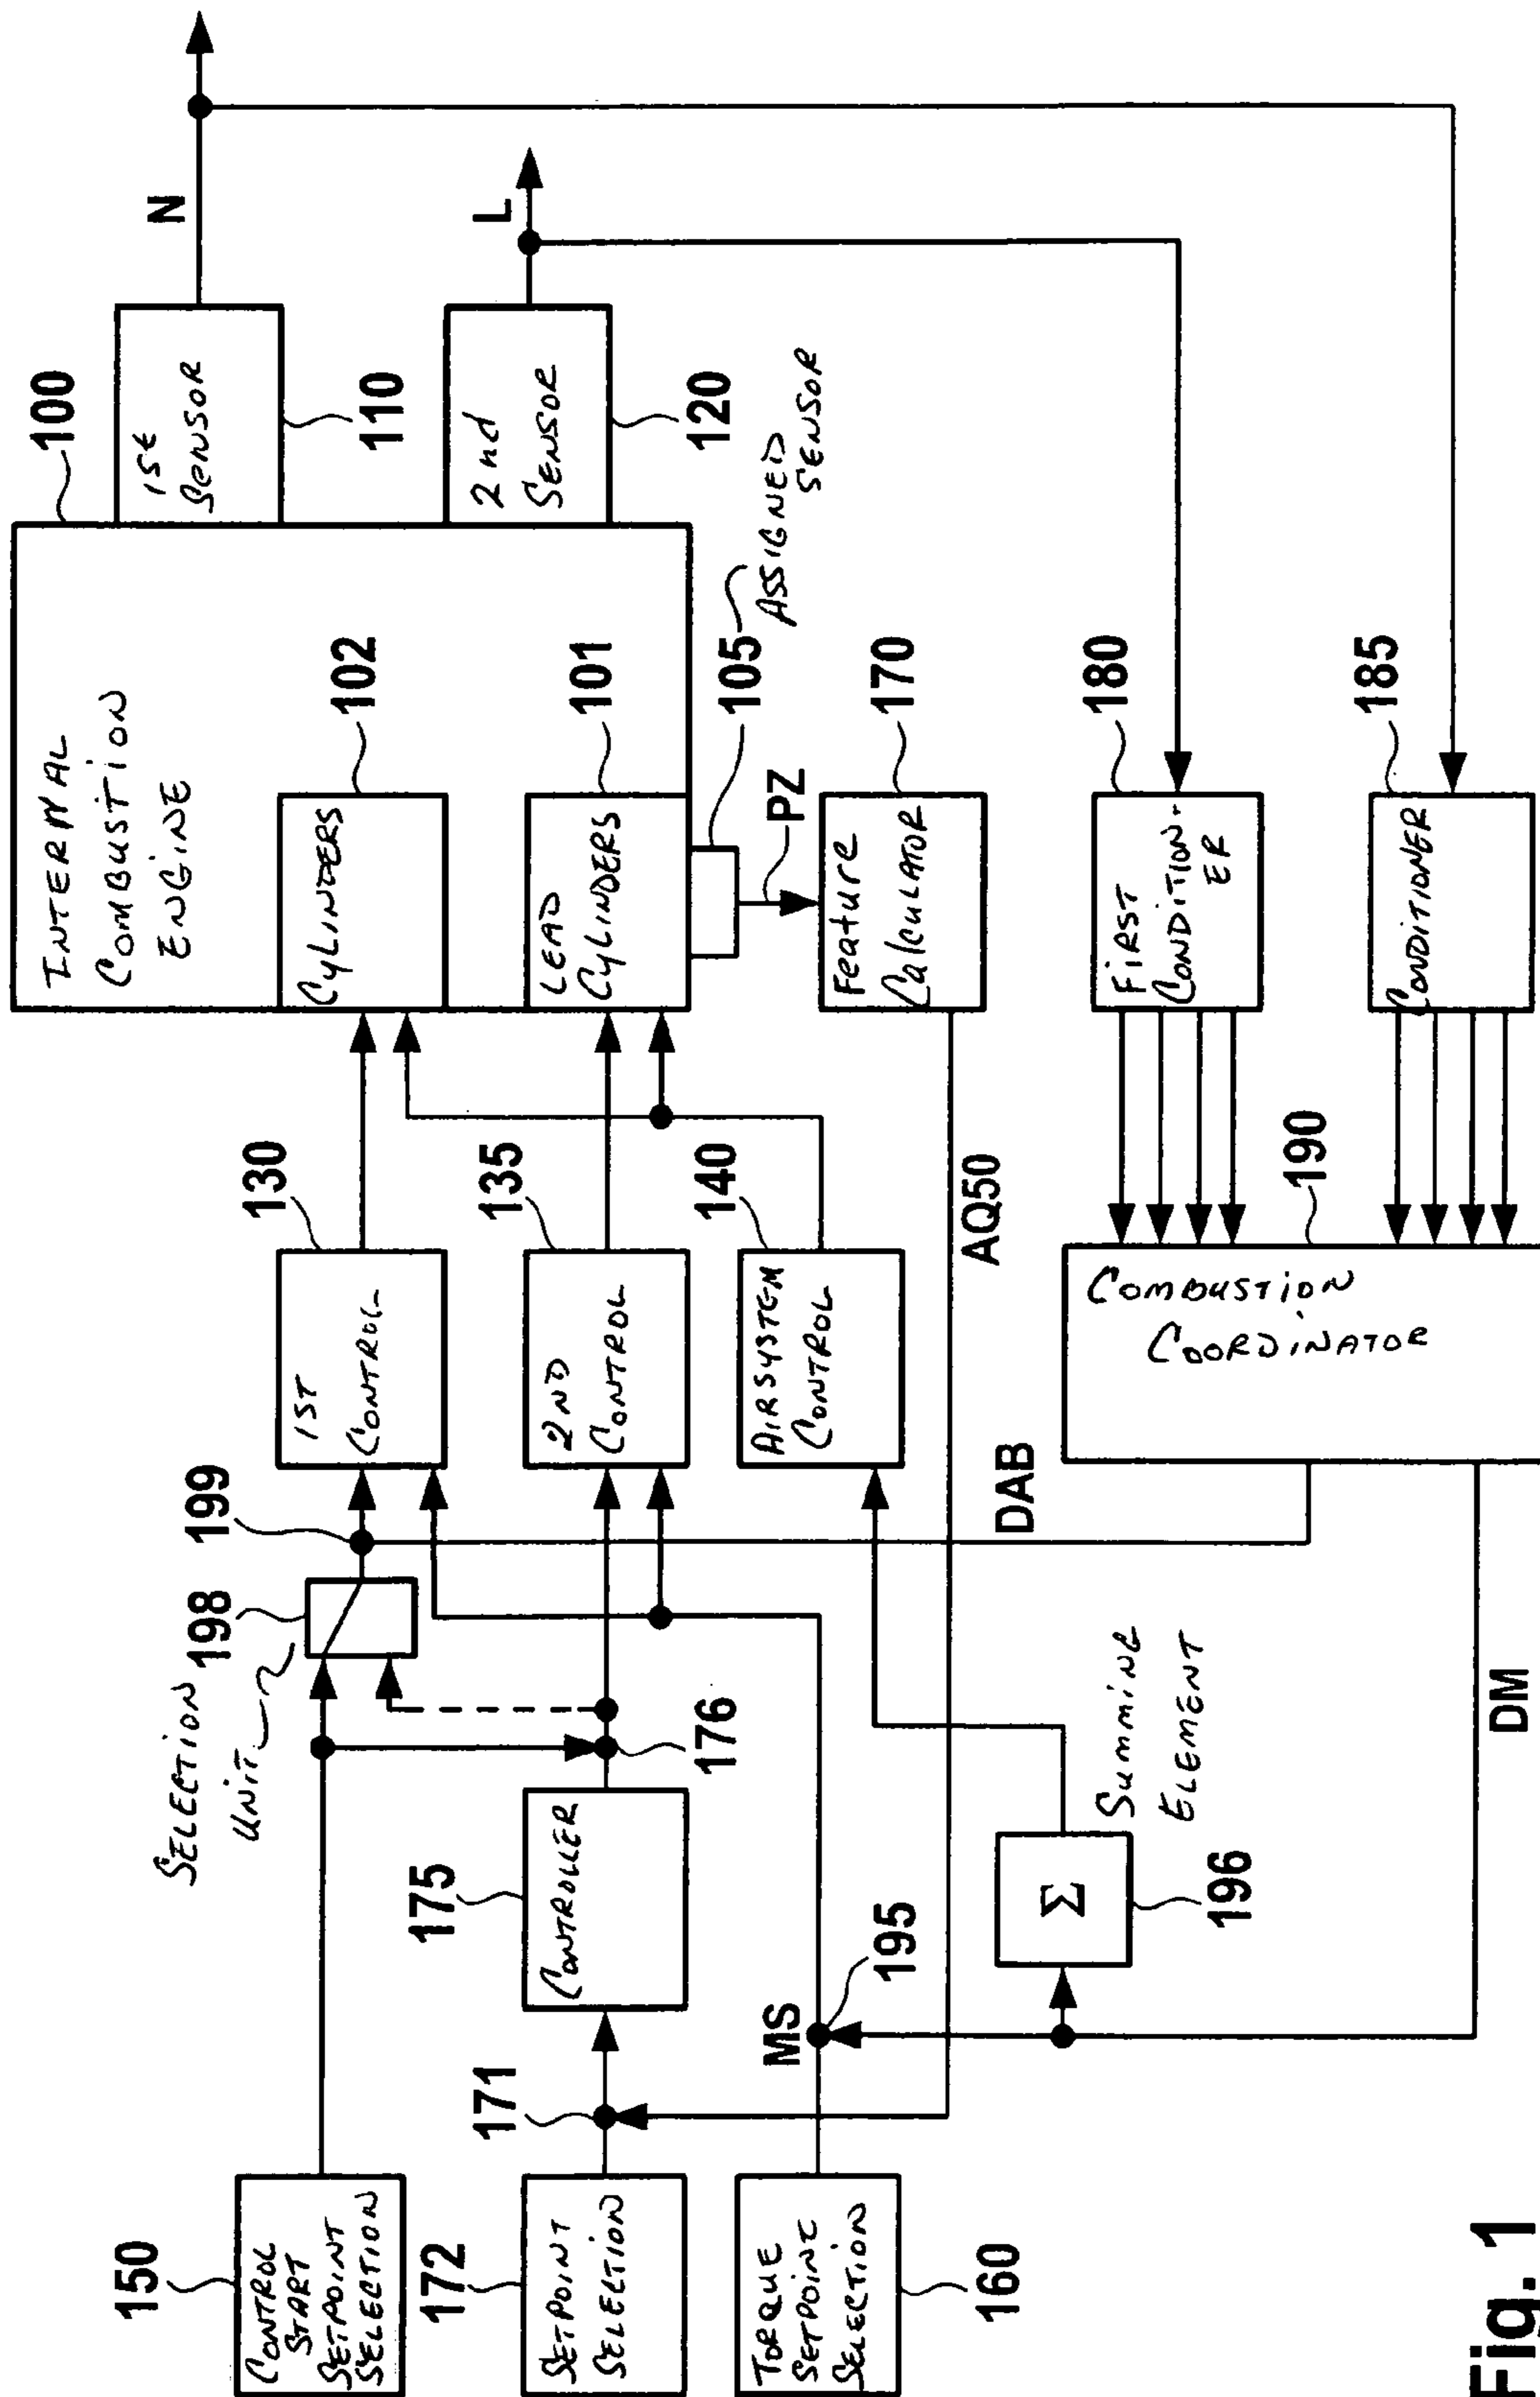 100
INTERNAL
COMBUSTION
ENGINE
1St
SENSOR
110
N
2nd
SENSOR
120
L
102
CYLINDERS
101
LEAD
CYLINDERS
105
ASSIGNED
SENSOR
PZ
170
Feature
Calculator
180
FIRST
CONDITION-
ER
185
CONDITIONER
130
1ST
CONTROL
135
2ND
CONTROL
140
AIRSYSTEM
CONTROL
AQ50
190
COMBUSTION
COORDINATOR
DAB
DM
199
198
SELECTION
UNIT
176
175
CONTROLLER
171
MS
195
Σ
196
Summing
ELEMENT
150
CONTROL
START
SETPOINT
SELECTION
172
SETPOINT
SELECTION
160
TORQUE
SETPOINT
SELECTION
Fig. 1